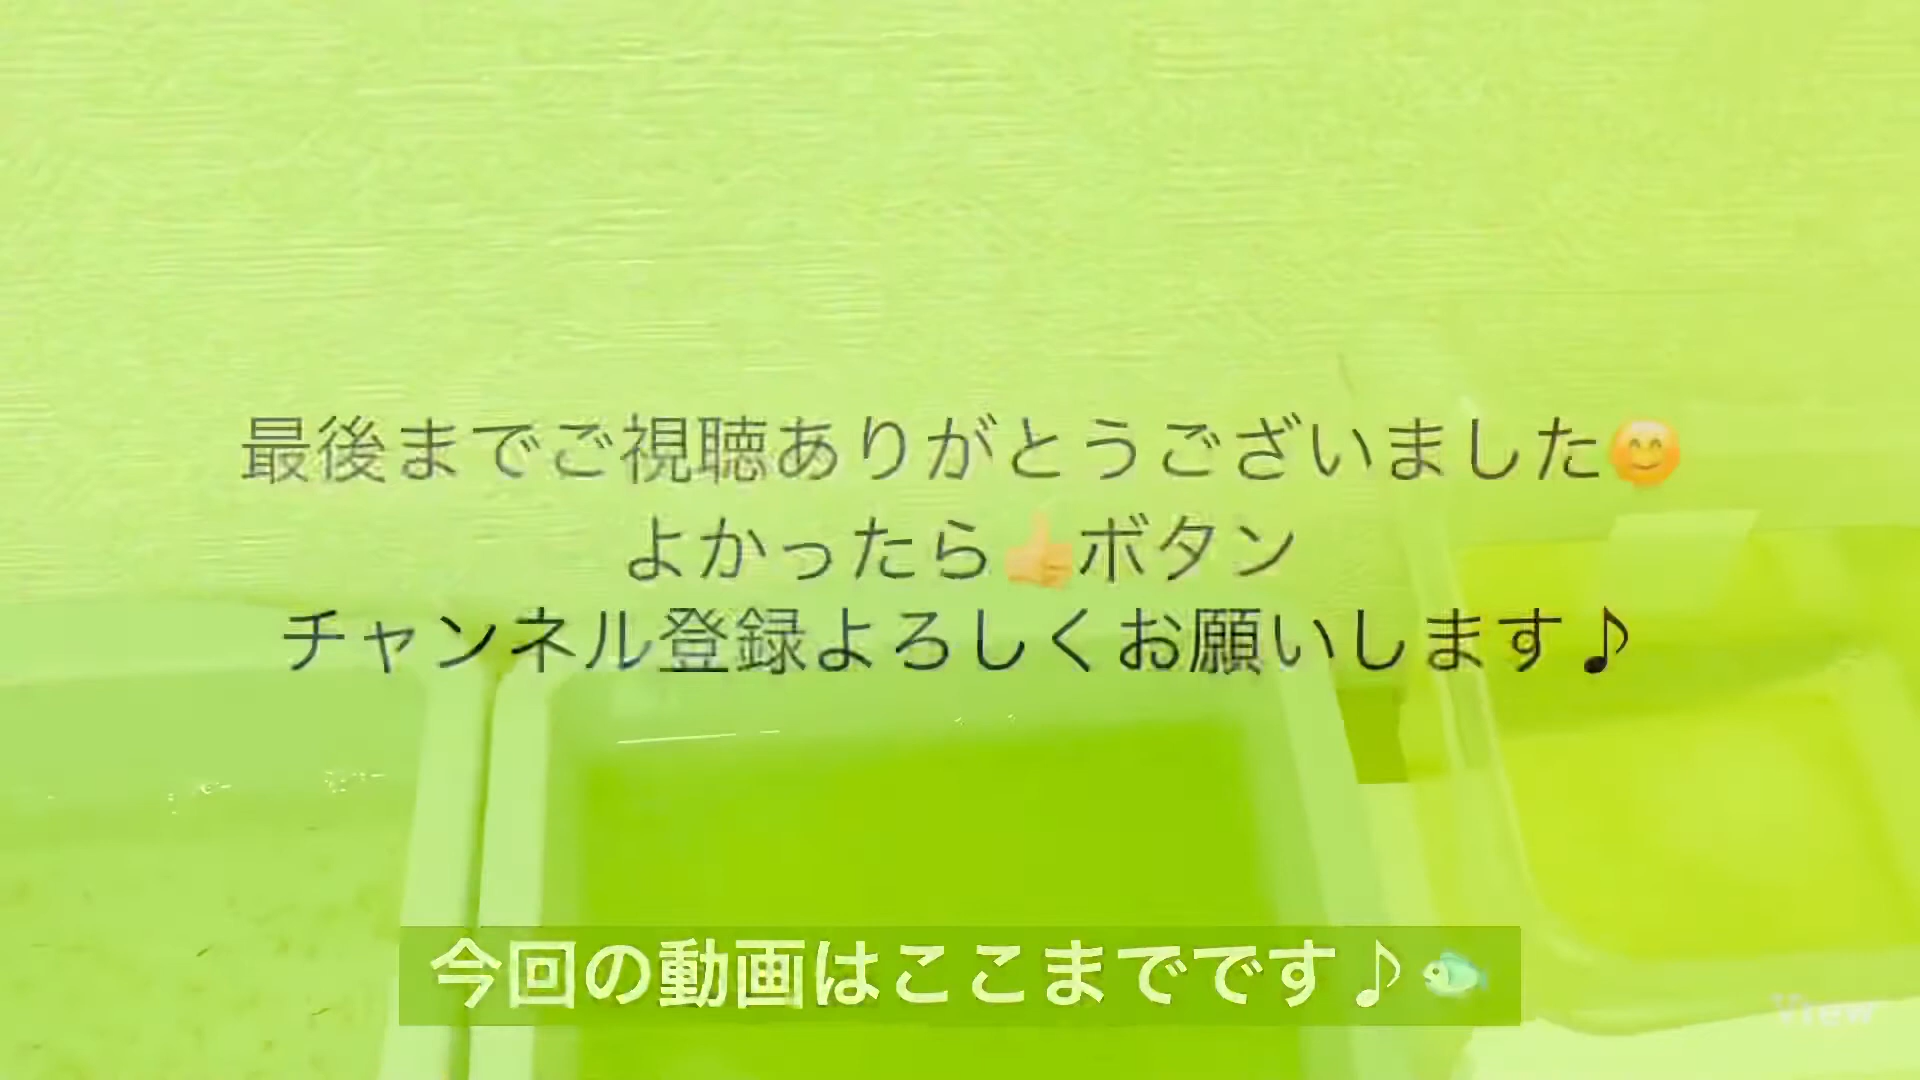 最後までご視聴ありがとうございました😊
よかったら👍ボタン
チャンネル登録よろしくお願いします♪
今回の動画はここまでです♪🐟
View